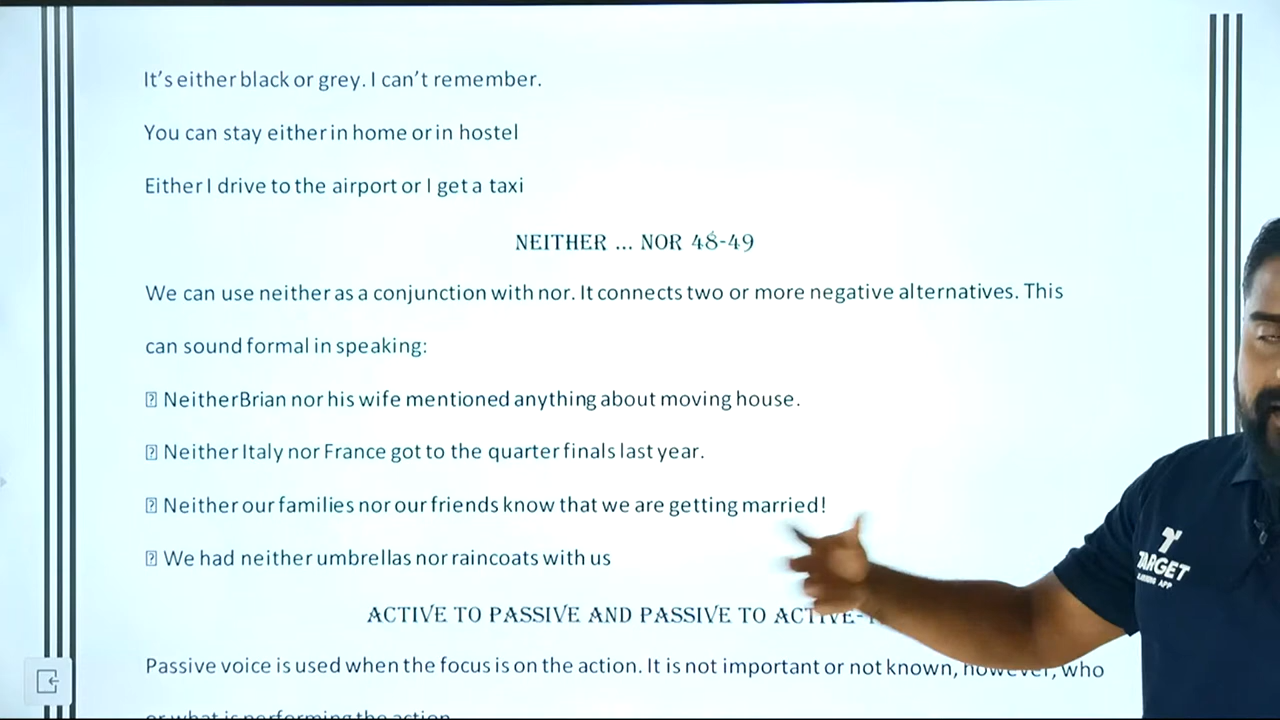 It's either black or grey. I can't remember.
You can stay either in home or in hostel
Either I drive to the airport or I get a taxi
NEITHER ... NOR 48-49
We can use neither as a conjunction with nor. It connects two or more negative alternatives. This
can sound formal in speaking:
Neither Brian nor his wife mentioned anything about moving house.
Neither Italy nor France got to the quarter finals last year.
Neither our families nor our friends know that we are getting married!
We had neither umbrellas nor raincoats with us
ACTIVE TO PASSIVE AND PASSIVE TO ACTIVE-
Passive voice is used when the focus is on the action. It is not important or not known, however, who
or what is performing the action
TARGET
LEARNING APP